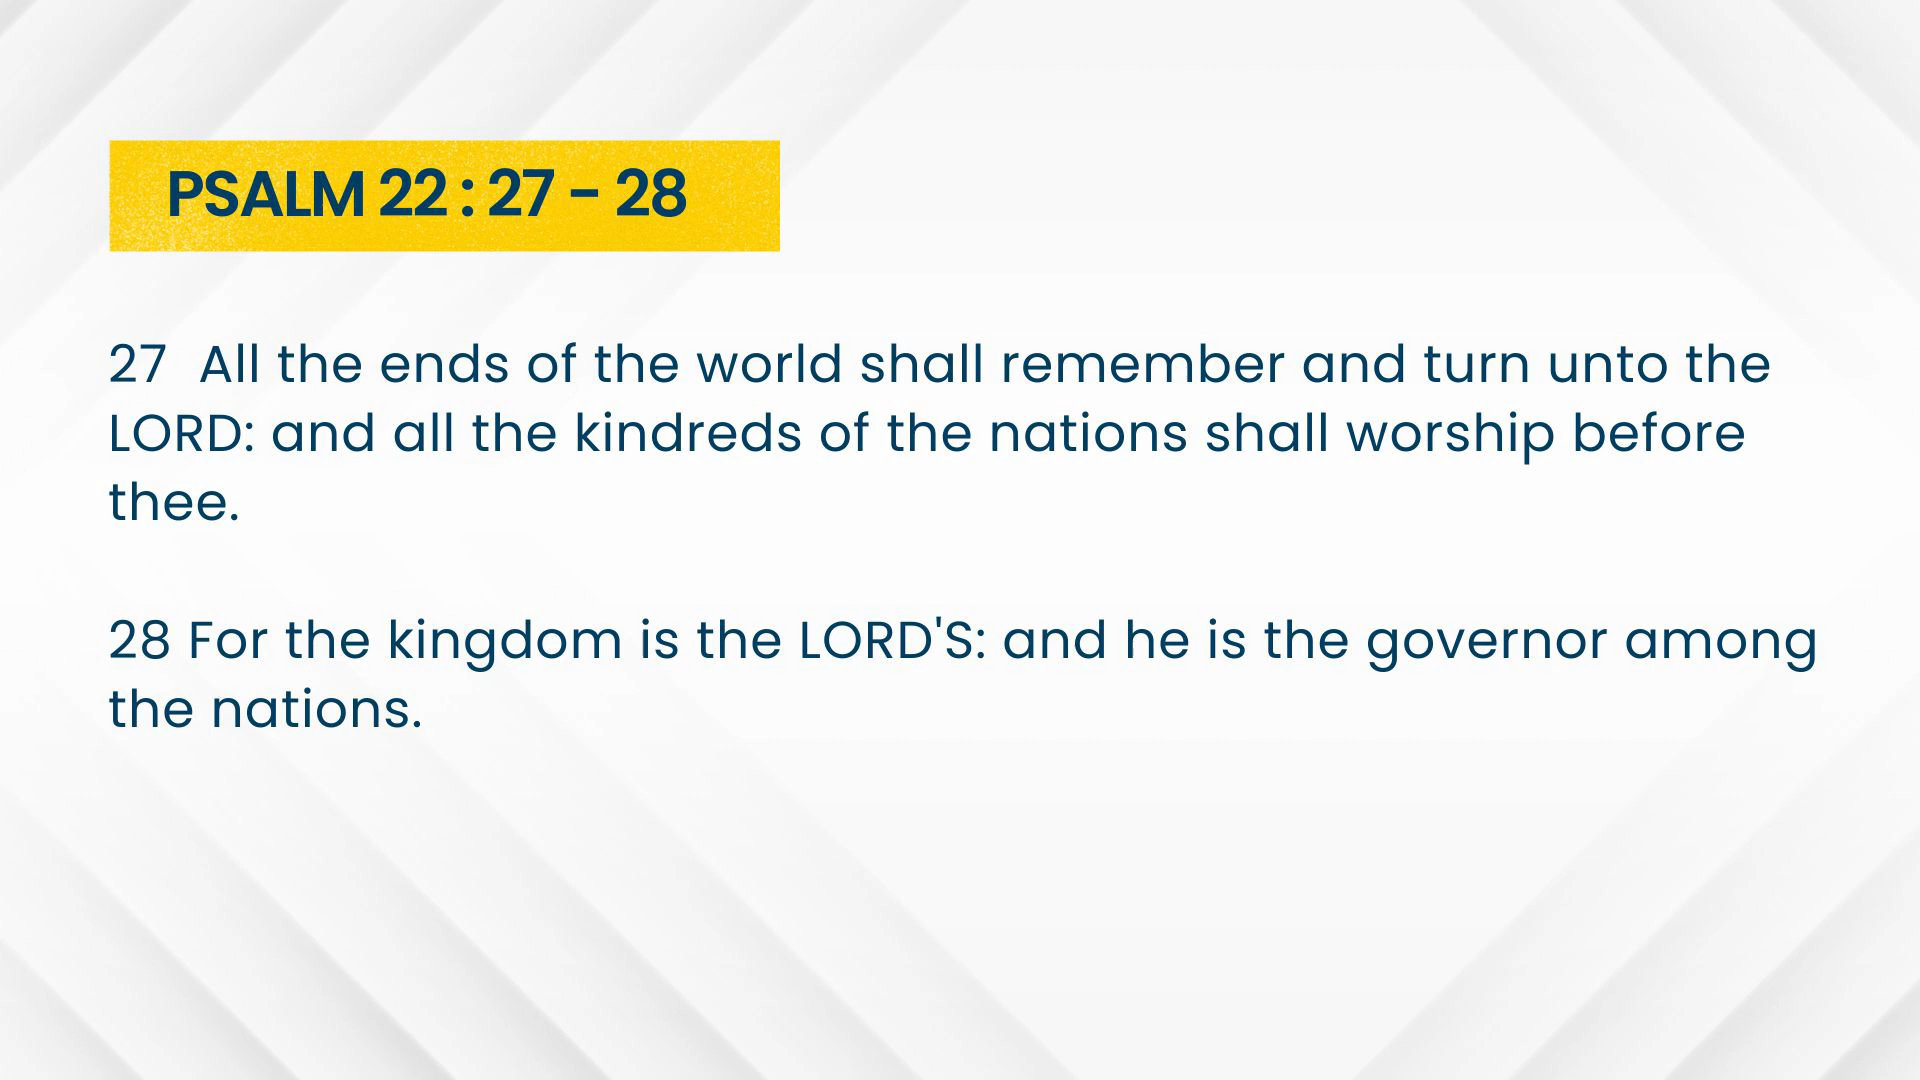 PSALM 22 : 27 - 28
27  All the ends of the world shall remember and turn unto the
LORD: and all the kindreds of the nations shall worship before
thee.
28 For the kingdom is the LORD'S: and he is the governor among
the nations.